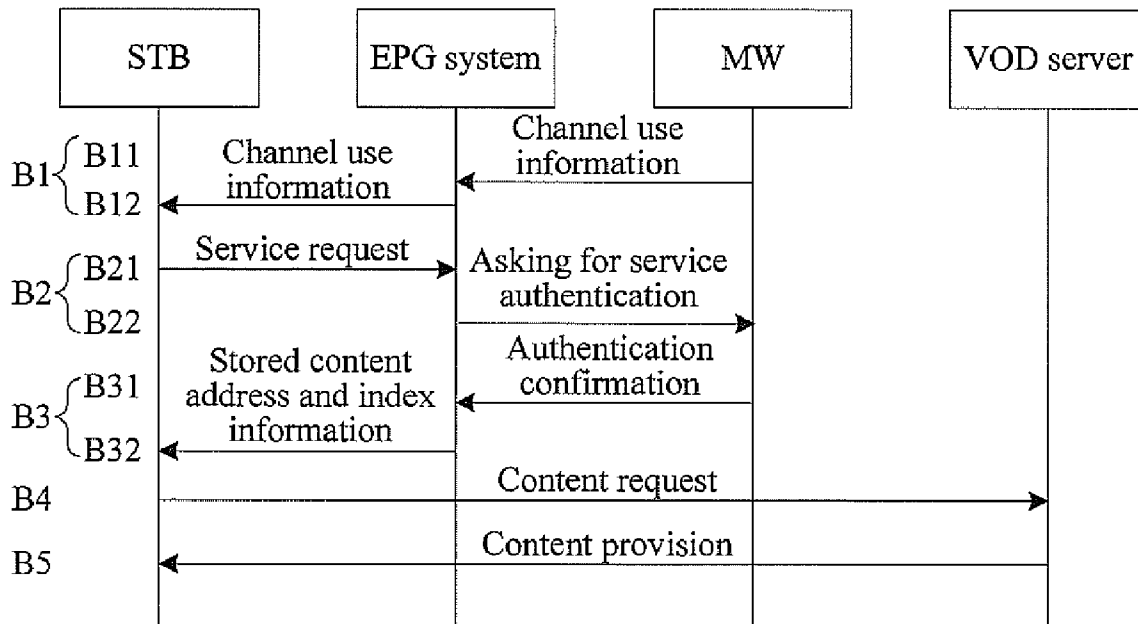 STB
EPG system
MW
VOD server
B1
B11
B12
Channel use
information
Channel use
information
B2
B21
B22
Service request
Asking for service
authentication
B3
B31
B32
Authentication
confirmation
Stored content
address and index
information
B4
Content request
B5
Content provision